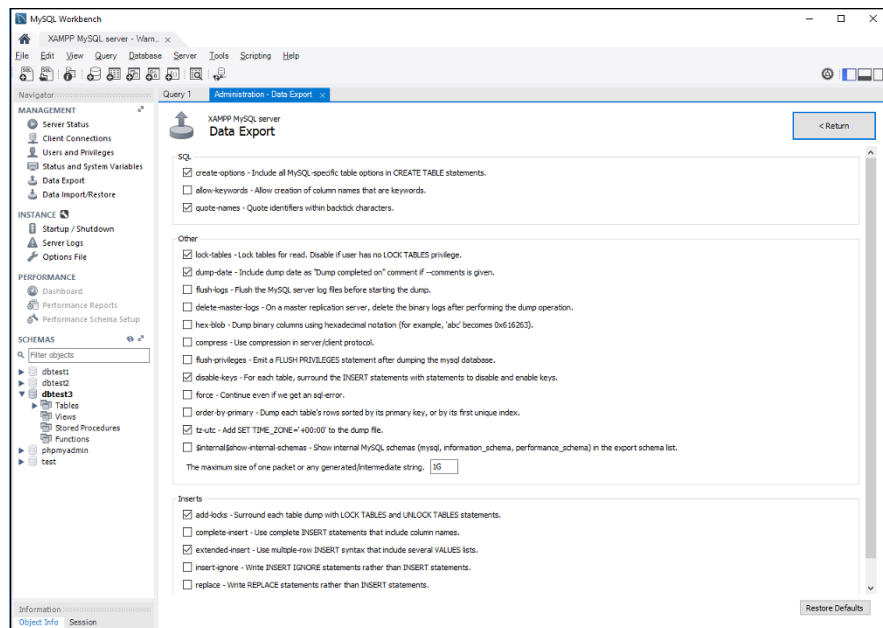 MySQL Workbench
XAMPP MySQL server - Warn...
File Edit View Query Database Server Tools Scripting Help
Navigator
Query 1
Administration - Data Export
MANAGEMENT
Server Status
Client Connections
Users and Privileges
Status and System Variables
Data Export
Data Import/Restore
INSTANCE
Startup / Shutdown
Server Logs
Options File
PERFORMANCE
Dashboard
Performance Reports
Performance Schema Setup
SCHEMAS
Filter objects
dbtest1
dbtest2
dbtest3
Tables
Views
Stored Procedures
Functions
phpmyadmin
test
Information
Object Info Session
XAMPP MySQL server
Data Export
< Return
SQL
create-options - Include all MySQL-specific table options in CREATE TABLE statements.
allow-keywords - Allow creation of column names that are keywords.
quote-names - Quote identifiers within backtick characters.
Other
lock-tables - Lock tables for read. Disable if user has no LOCK TABLES privilege.
dump-date - Include dump date as "Dump completed on" comment if --comments is given.
flush-logs - Flush the MySQL server log files before starting the dump.
delete-master-logs - On a master replication server, delete the binary logs after performing the dump operation.
hex-blob - Dump binary columns using hexadecimal notation (for example, 'abc' becomes 0x616263).
compress - Use compression in server/client protocol.
flush-privileges - Emit a FLUSH PRIVILEGES statement after dumping the mysql database.
disable-keys - For each table, surround the INSERT statements with statements to disable and enable keys.
force - Continue even if we get an sql-error.
order-by-primary - Dump each table's rows sorted by its primary key, or by its first unique index.
tz-utc - Add SET TIME_ZONE='+00:00' to the dump file.
$internal$show-internal-schemas - Show internal MySQL schemas (mysql, information_schema, performance_schema) in the export schema list.
The maximum size of one packet or any generated/intermediate string. 1G
Inserts
add-locks - Surround each table dump with LOCK TABLES and UNLOCK TABLES statements.
complete-insert - Use complete INSERT statements that include column names.
extended-insert - Use multiple-row INSERT syntax that include several VALUES lists.
insert-ignore - Write INSERT IGNORE statements rather than INSERT statements.
replace - Write REPLACE statements rather than INSERT statements.
Restore Defaults